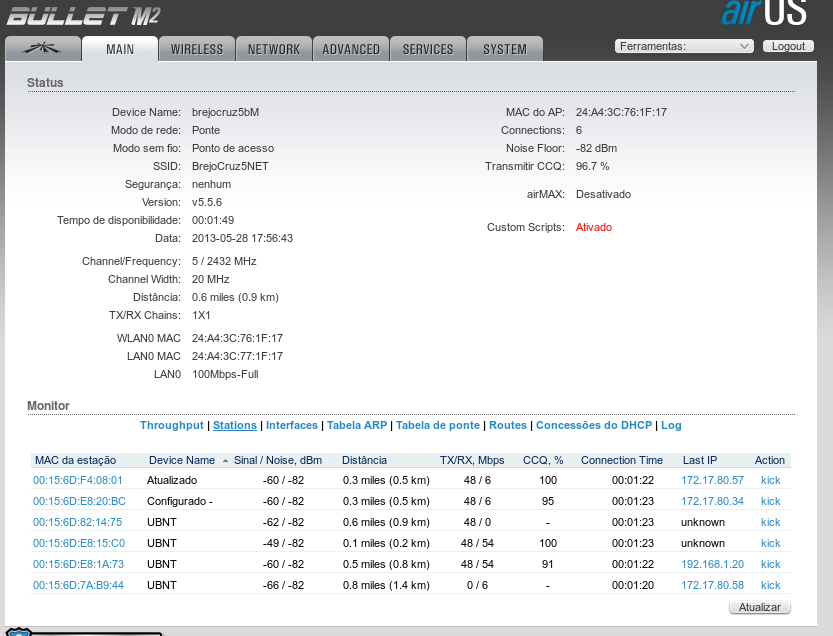 BULLET M2
airOS
MAIN WIRELESS NETWORK ADVANCED SERVICES SYSTEM Ferramentas: Logout
Status
Device Name: brejocruz5bM MAC do AP: 24:A4:3C:76:1F:17
Modo de rede: Ponte Connections: 6
Modo sem fio: Ponto de acesso Noise Floor: -82 dBm
SSID: BrejoCruz5NET Transmitir CCQ: 96.7 %
Segurança: nenhum
airMAX: Desativado
Version: v5.5.6
Tempo de disponibilidade: 00:01:49
Custom Scripts: Ativado
Data: 2013-05-28 17:56:43
Channel/Frequency: 5 / 2432 MHz
Channel Width: 20 MHz
Distância: 0.6 miles (0.9 km)
TX/RX Chains: 1X1
WLAN0 MAC 24:A4:3C:76:1F:17
LAN0 MAC 24:A4:3C:77:1F:17
LAN0 100Mbps-Full
Monitor
Throughput | Stations | Interfaces | Tabela ARP | Tabela de ponte | Routes | Concessões do DHCP | Log
MAC da estação Device Name Sinal / Noise, dBm Distância TX/RX, Mbps CCQ, % Connection Time Last IP Action
00:15:6D:F4:08:01 Atualizado -60 / -82 0.3 miles (0.5 km) 48 / 6 100 00:01:22 172.17.80.57 kick
00:15:6D:E8:20:BC Configurado - -60 / -82 0.3 miles (0.5 km) 48 / 6 95 00:01:23 172.17.80.34 kick
00:15:6D:82:14:75 UBNT -62 / -82 0.6 miles (0.9 km) 48 / 0 - 00:01:23 unknown kick
00:15:6D:E8:15:C0 UBNT -49 / -82 0.1 miles (0.2 km) 48 / 54 100 00:01:23 unknown kick
00:15:6D:E8:1A:73 UBNT -60 / -82 0.5 miles (0.8 km) 48 / 54 91 00:01:22 192.168.1.20 kick
00:15:6D:7A:B9:44 UBNT -66 / -82 0.8 miles (1.4 km) 0 / 6 - 00:01:20 172.17.80.58 kick
Atualizar